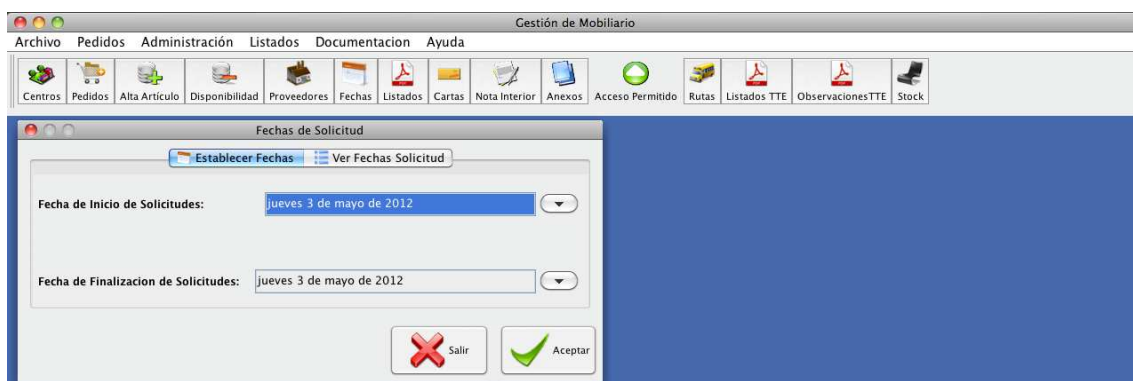 Gestión de Mobiliario
Archivo Pedidos Administración Listados Documentacion Ayuda
Centros Pedidos Alta Artículo Disponibilidad Proveedores Fechas Listados Cartas Nota Interior Anexos Acceso Permitido Rutas Listados TTE ObservacionesTTE Stock
Fechas de Solicitud
Establecer Fechas Ver Fechas Solicitud
Fecha de Inicio de Solicitudes: jueves 3 de mayo de 2012
Fecha de Finalizacion de Solicitudes: jueves 3 de mayo de 2012
Salir Aceptar